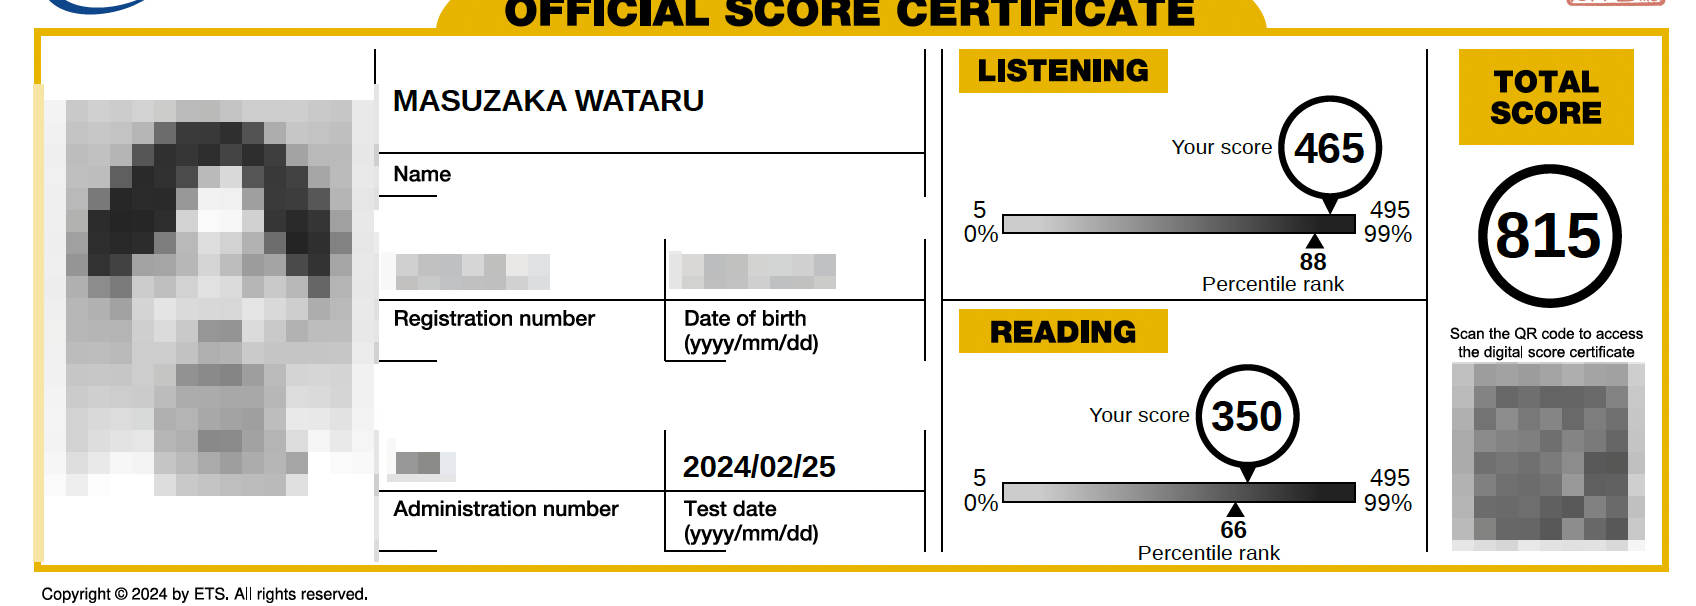 OFFICIAL SCORE CERTIFICATE
MASUZAKA WATARU
Name
Registration number
Date of birth
(yyyy/mm/dd)
Administration number
2024/02/25
Test date
(yyyy/mm/dd)
LISTENING
Your score 465
5 495
0% 99%
88
Percentile rank
READING
Your score 350
5 495
0% 99%
66
Percentile rank
TOTAL
SCORE
815
Scan the QR code to access
the digital score certificate
Copyright © 2024 by ETS. All rights reserved.